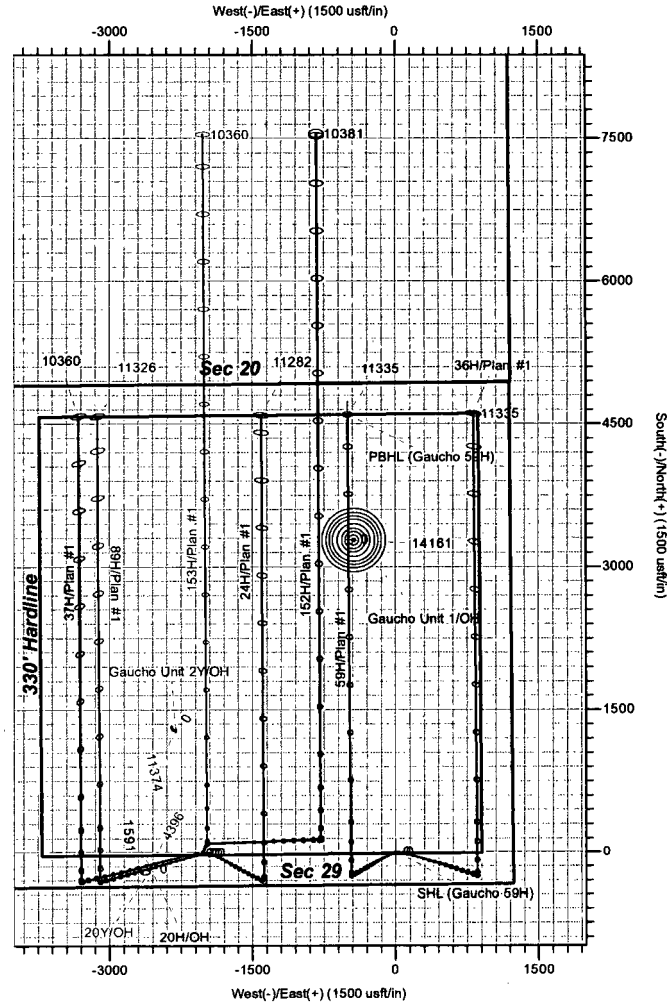 West(-)/East(+) (1500 usft/in)
-3000 -1500 0 1500
10360
10381
7500
6000
10360
11326
Sec 20
11282
11335
36H/Plan #1
11335
4500
PBHL (Gaucho 59H)
South(-)/North(+) (1500 usft/in)
14161
3000
37H/Plan #1
89H/Plan #1
153H/Plan #1
24H/Plan #1
152H/Plan #1
59H/Plan #1
330' Hardline
Gaucho Unit 1/OH
Gaucho Unit 2Y/OH
0
1500
11374
4396
1591
0
0
Sec 29
SHL (Gaucho 59H)
20Y/OH
20H/OH
-3000 -1500 0 1500
West(-)/East(+) (1500 usft/in)